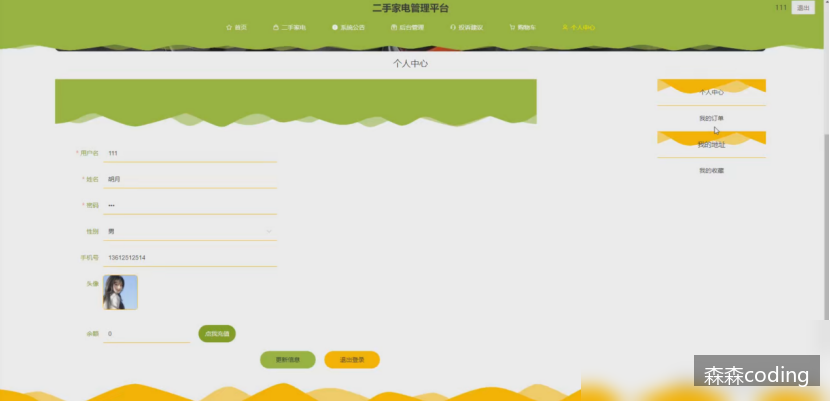 二手家电管理平台
111 退出
首页 二手家电 系统公告 后台管理 投诉建议 购物车 个人中心
个人中心
个人中心
我的订单
我的地址
我的收藏
* 用户名 111
* 姓名 胡月
* 密码 •••
性别 男
手机号 13612512514
头像
余额 0 点我充值
更新信息 退出登录
森森coding